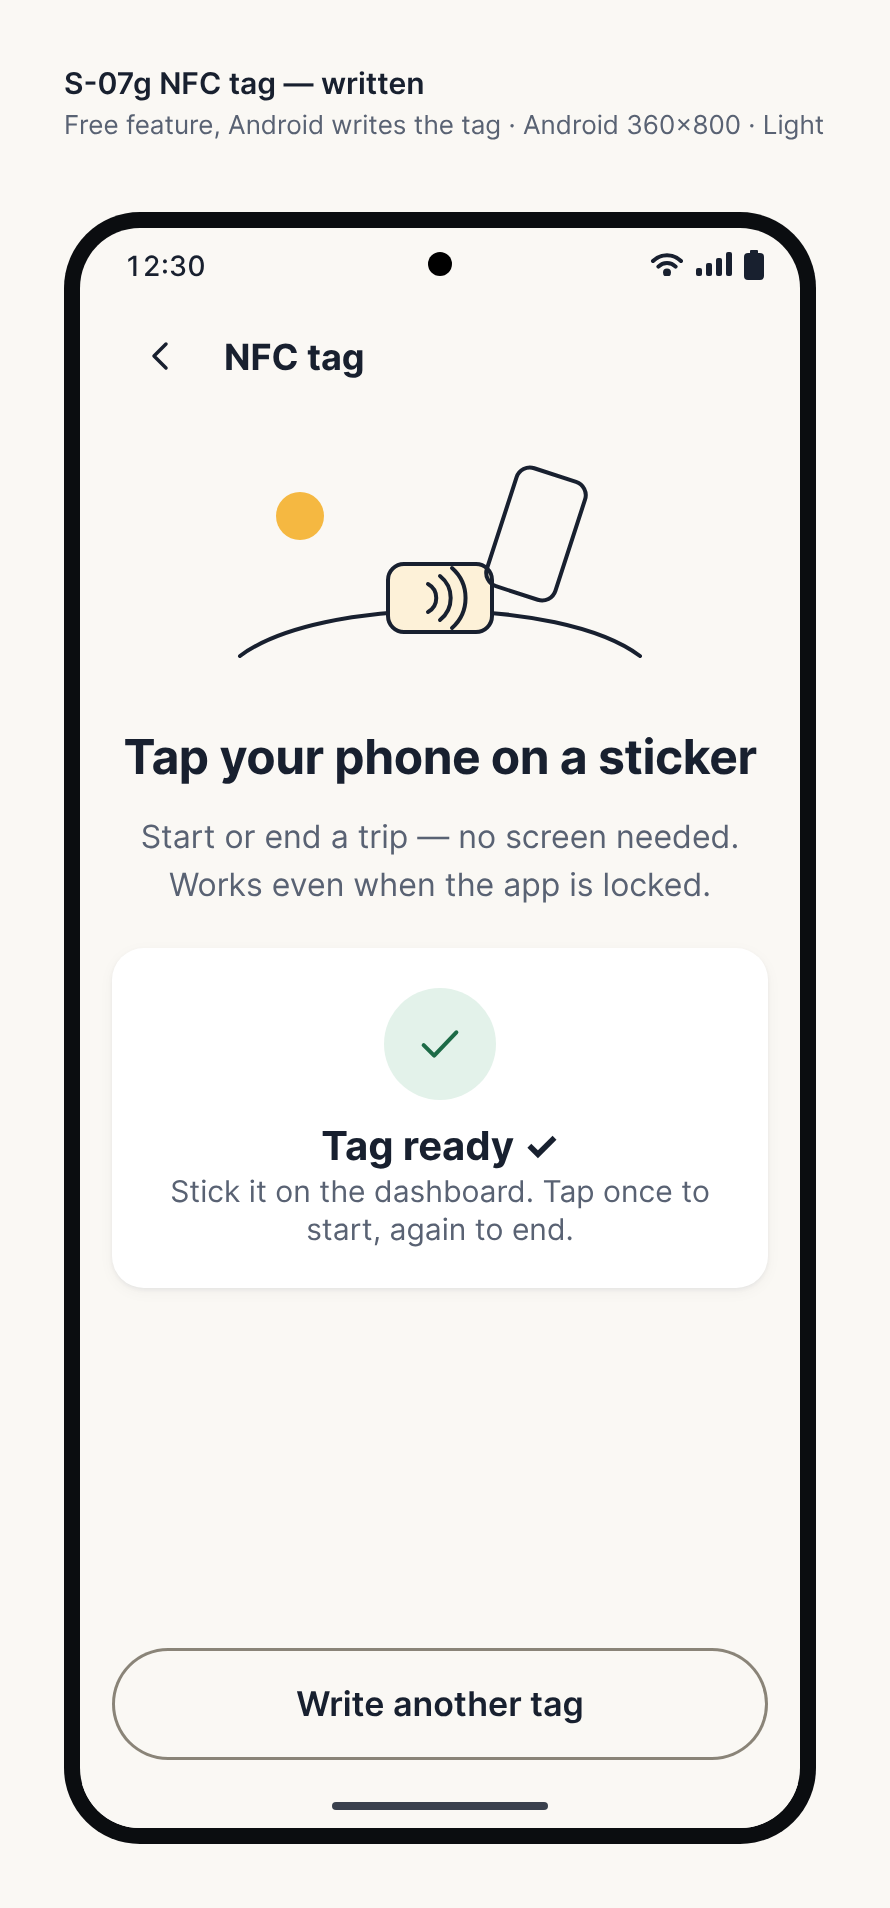 S-07g NFC tag — written
Free feature, Android writes the tag · Android 360×800 · Light
12:30
NFC tag
Tap your phone on a sticker
Start or end a trip — no screen needed.
Works even when the app is locked.
Tag ready ✓
Stick it on the dashboard. Tap once to
start, again to end.
Write another tag